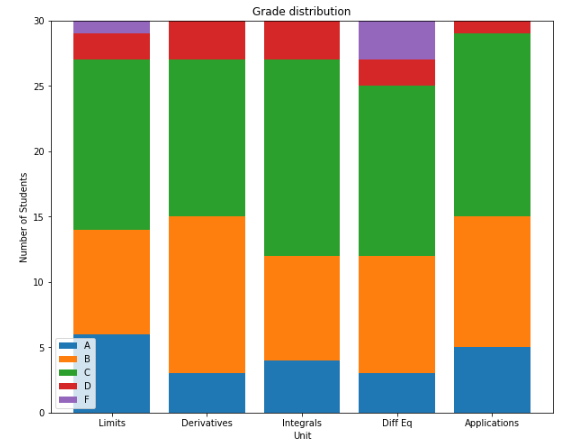 Grade distribution
30
25
20
15
10
5
0
Number of Students
A
B
C
D
F
Limits Derivatives Integrals Diff Eq Applications
Unit